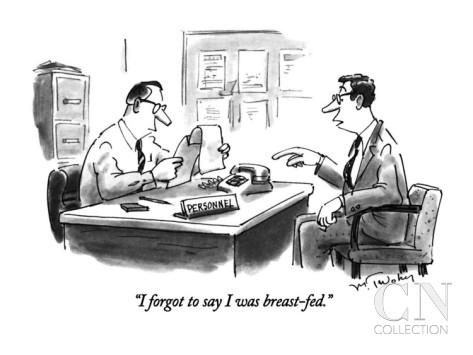 PERSONNEL
M. Twohy
"I forgot to say I was breast-fed."
CN
COLLECTION